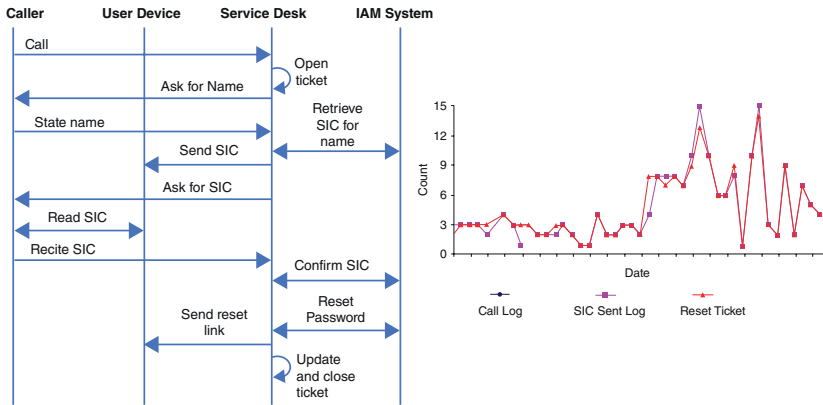 Caller
User Device
Service Desk
IAM System
Call
Open
ticket
Ask for Name
Retrieve
SIC for
name
State name
Send SIC
Ask for SIC
Read SIC
Recite SIC
Confirm SIC
Reset
Password
Send reset
link
Update
and close
ticket
15
12
9
6
3
0
Count
Date
Call Log
SIC Sent Log
Reset Ticket